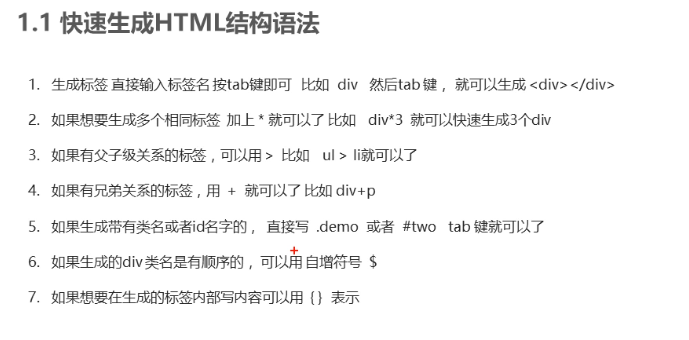 1.1 快速生成HTML结构语法
1. 生成标签 直接输入标签名 按tab键即可 比如 div 然后tab 键， 就可以生成 <div></div>
2. 如果想要生成多个相同标签 加上 * 就可以了 比如 div*3 就可以快速生成3个div
3. 如果有父子级关系的标签，可以用 > 比如 ul > li就可以了
4. 如果有兄弟关系的标签，用 + 就可以了 比如 div+p
5. 如果生成带有类名或者id名字的， 直接写 .demo 或者 #two tab 键就可以了
6. 如果生成的div 类名是有顺序的， 可以用 自增符号 $
7. 如果想要在生成的标签内部写内容可以用 { } 表示